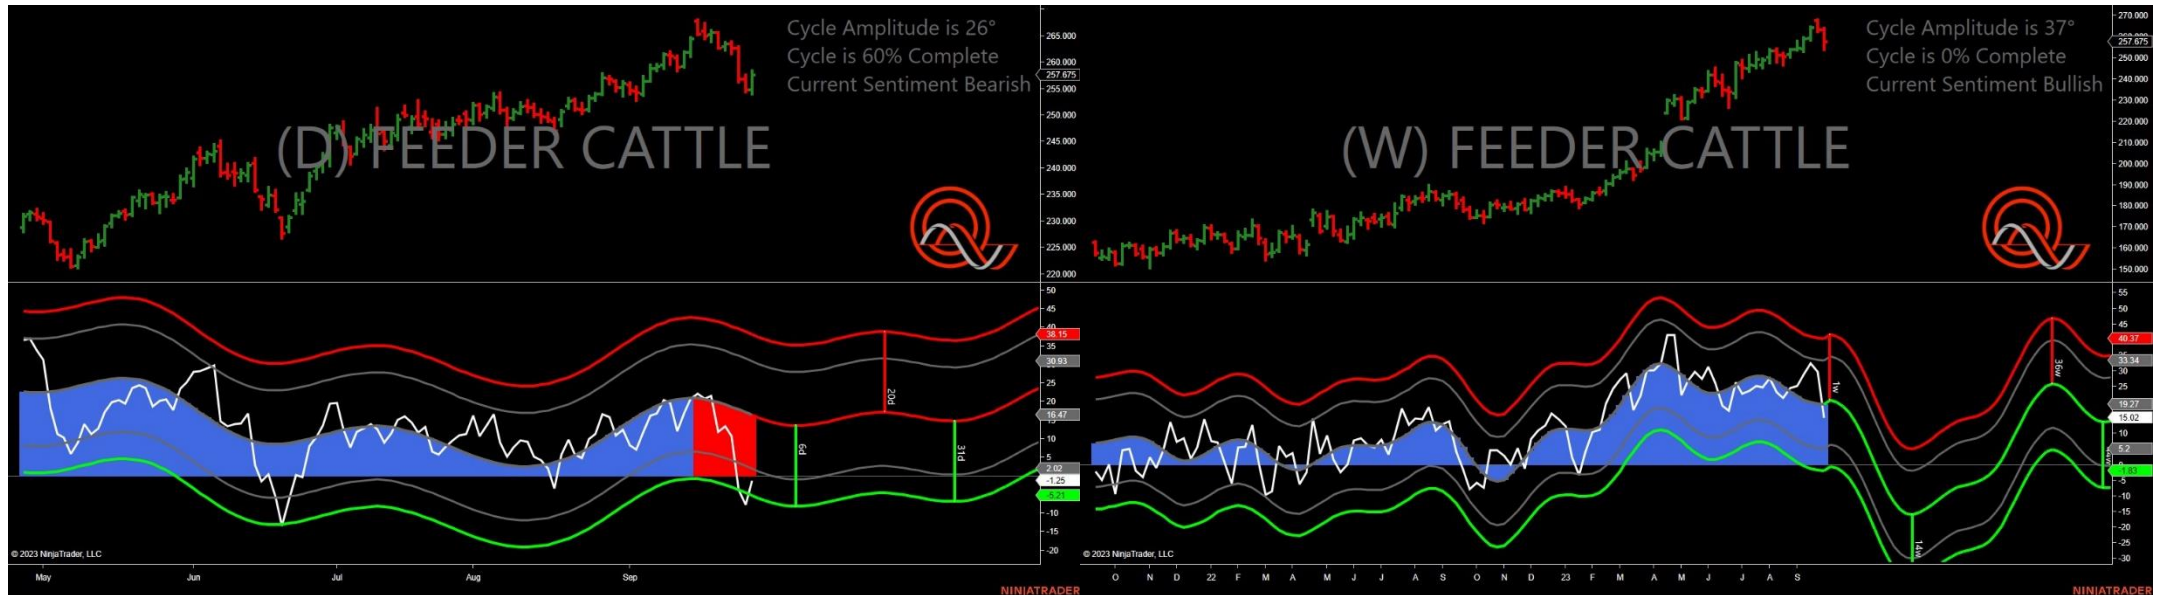 Cycle Amplitude is 26°
Cycle is 60% Complete
Current Sentiment Bearish
(D) FEEDER CATTLE
265.000
260.000
257.675
255.000
250.000
245.000
240.000
235.000
230.000
225.000
220.000
50
45
40
38.15
35
30.93
25
20
16.47
15
10
5
2.02
-1.25
-5.21
-10
-15
-20
6d
20d
31d
© 2023 NinjaTrader, LLC
May
Jun
Jul
Aug
Sep
NINJATRADER
Cycle Amplitude is 37°
Cycle is 0% Complete
Current Sentiment Bullish
(W) FEEDER CATTLE
270.000
257.675
250.000
240.000
230.000
220.000
210.000
200.000
190.000
180.000
170.000
160.000
150.000
55
50
45
40.37
33.34
30
25
19.27
15.02
10
5.2
-1.83
-5
-10
-15
-20
-25
-30
1w
14w
36w
© 2023 NinjaTrader, LLC
O N D 22 F M A M J J A S O N D 23 F M A M J J A S
NINJATRADER